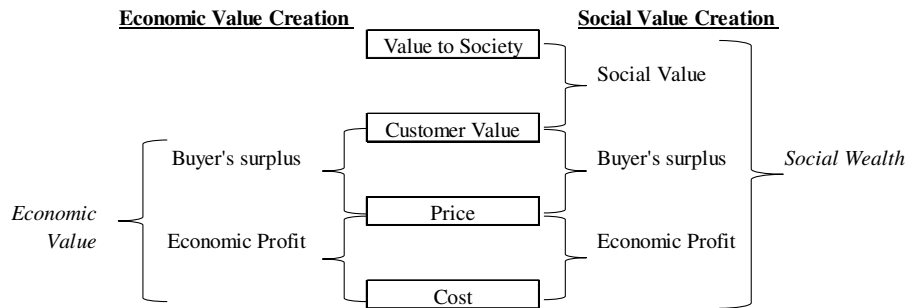 Economic Value Creation
Social Value Creation
Value to Society
Social Value
Customer Value
Buyer's surplus
Buyer's surplus
Social Wealth
Economic
Value
Price
Economic Profit
Economic Profit
Cost